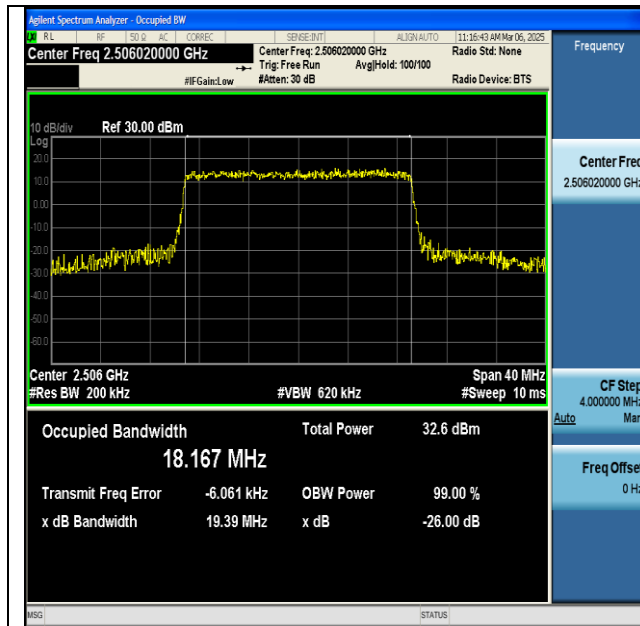 Agilent Spectrum Analyzer - Occupied BW
LXI RL RF 50 Ω AC CORREC SENSE:INT ALIGN AUTO 11:16:43 AM Mar 06, 2025
Center Freq 2.506020000 GHz
Center Freq: 2.506020000 GHz Radio Std: None
Trig: Free Run Avg|Hold: 100/100
#IFGain:Low #Atten: 30 dB Radio Device: BTS
10 dB/div Ref 30.00 dBm
Log
20.0
10.0
0.00
-10.0
-20.0
-30.0
-40.0
-50.0
-60.0
Center 2.506 GHz Span 40 MHz
#Res BW 200 kHz #VBW 620 kHz #Sweep 10 ms
Occupied Bandwidth Total Power 32.6 dBm
18.167 MHz
Transmit Freq Error -6.061 kHz OBW Power 99.00 %
x dB Bandwidth 19.39 MHz x dB -26.00 dB
MSG STATUS
Frequency
Center Freq
2.506020000 GHz
CF Step
4.000000 MHz
Auto Man
Freq Offset
0 Hz